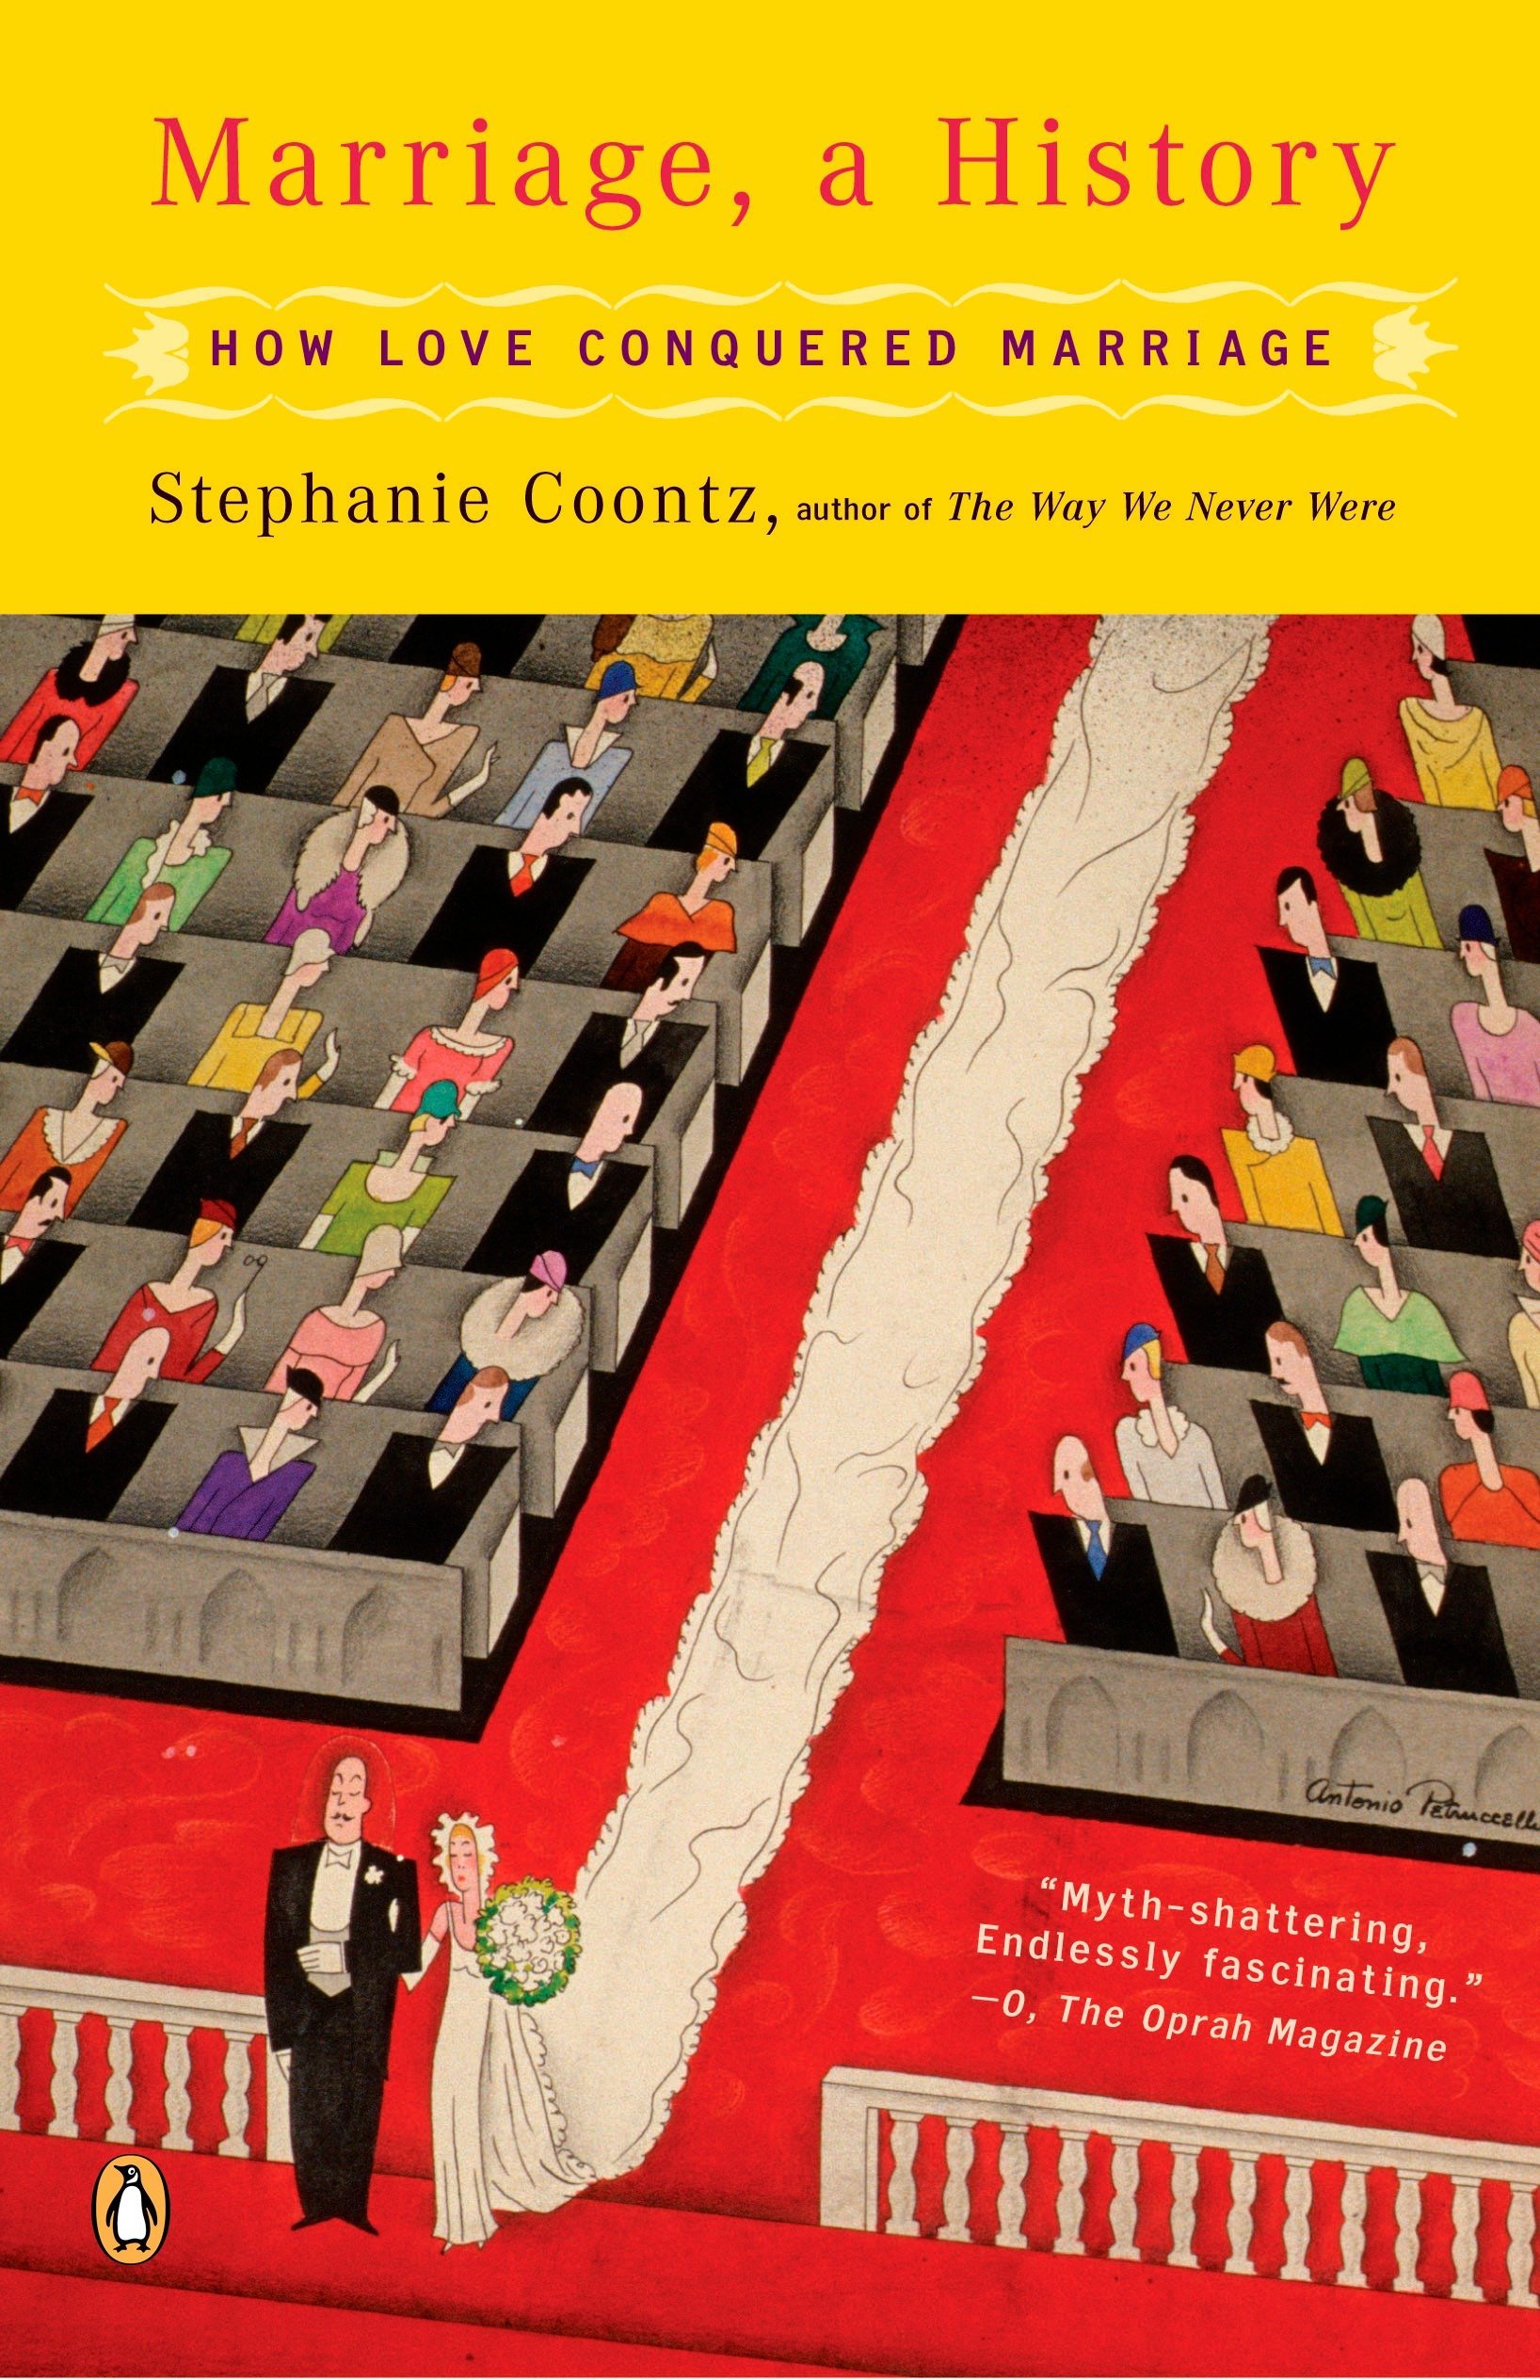 Marriage, a History
HOW LOVE CONQUERED MARRIAGE
Stephanie Coontz, author of The Way We Never Were
Antonio Petruccelli
“Myth-shattering,
Endlessly fascinating.”
—O, The Oprah Magazine